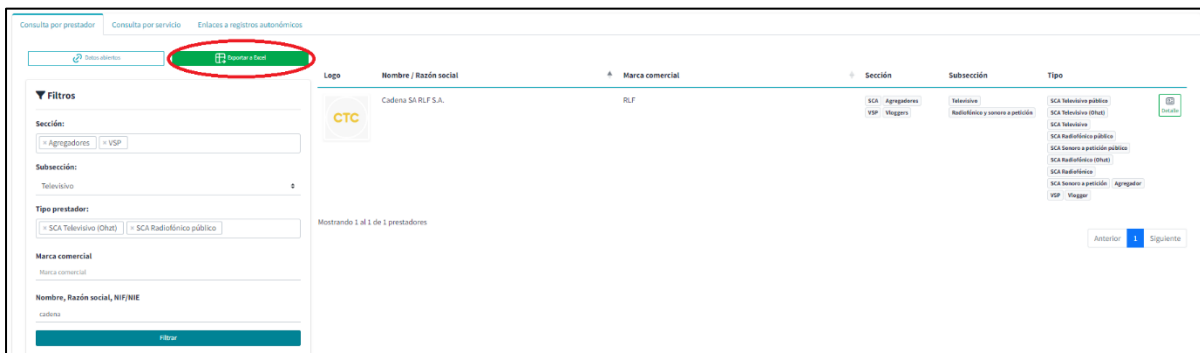 Consulta por prestador Consulta por servicio Enlaces a registros autonómicos
Datos abiertos Exportar a Excel
Filtros
Sección:
× Agregadores × VSP
Subsección:
Televisivo
Tipo prestador:
× SCA Televisivo (Ohzt) × SCA Radiofónico público
Marca comercial
Marca comercial
Nombre, Razón social, NIF/NIE
cadena
Filtrar
Logo Nombre / Razón social Marca comercial Sección Subsección Tipo
CTC
Cadena SA RLF S.A.
RLF
SCA Agregadores
VSP Vloggers
Televisivo
Radiofónico y sonoro a petición
SCA Televisivo público
SCA Televisivo (Ohzt)
SCA Televisivo
SCA Radiofónico público
SCA Sonoro a petición público
SCA Radiofónico (Ohzt)
SCA Radiofónico
SCA Sonoro a petición Agregador
VSP Vlogger
Detalle
Mostrando 1 al 1 de 1 prestadores
Anterior 1 Siguiente